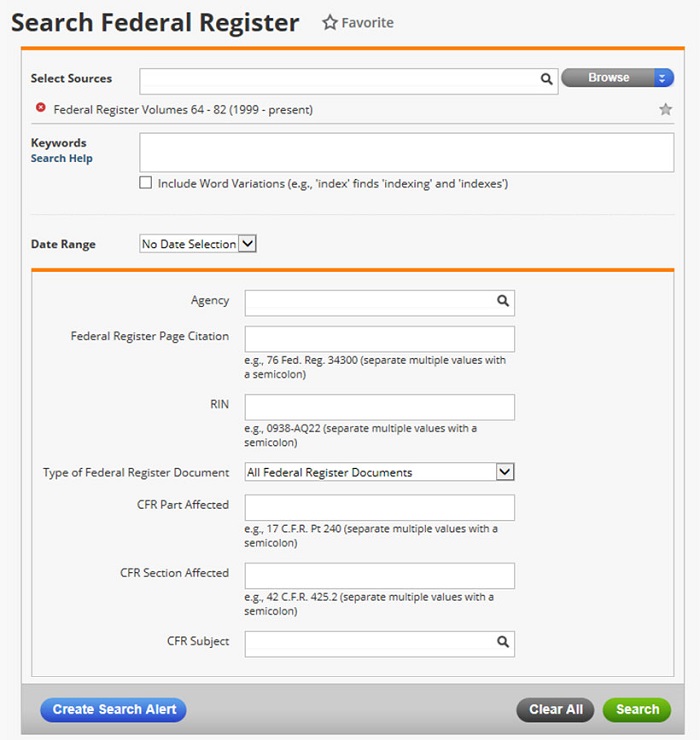 Search Federal Register Favorite
Select Sources Browse
Federal Register Volumes 64 - 82 (1999 - present)
Keywords
Search Help
Include Word Variations (e.g., 'index' finds 'indexing' and 'indexes')
Date Range No Date Selection
Agency
Federal Register Page Citation
e.g., 76 Fed. Reg. 34300 (separate multiple values with
a semicolon)
RIN
e.g., 0938-AQ22 (separate multiple values with a
semicolon)
Type of Federal Register Document All Federal Register Documents
CFR Part Affected
e.g., 17 C.F.R. Pt 240 (separate multiple values with a
semicolon)
CFR Section Affected
e.g., 42 C.F.R. 425.2 (separate multiple values with a
semicolon)
CFR Subject
Create Search Alert Clear All Search